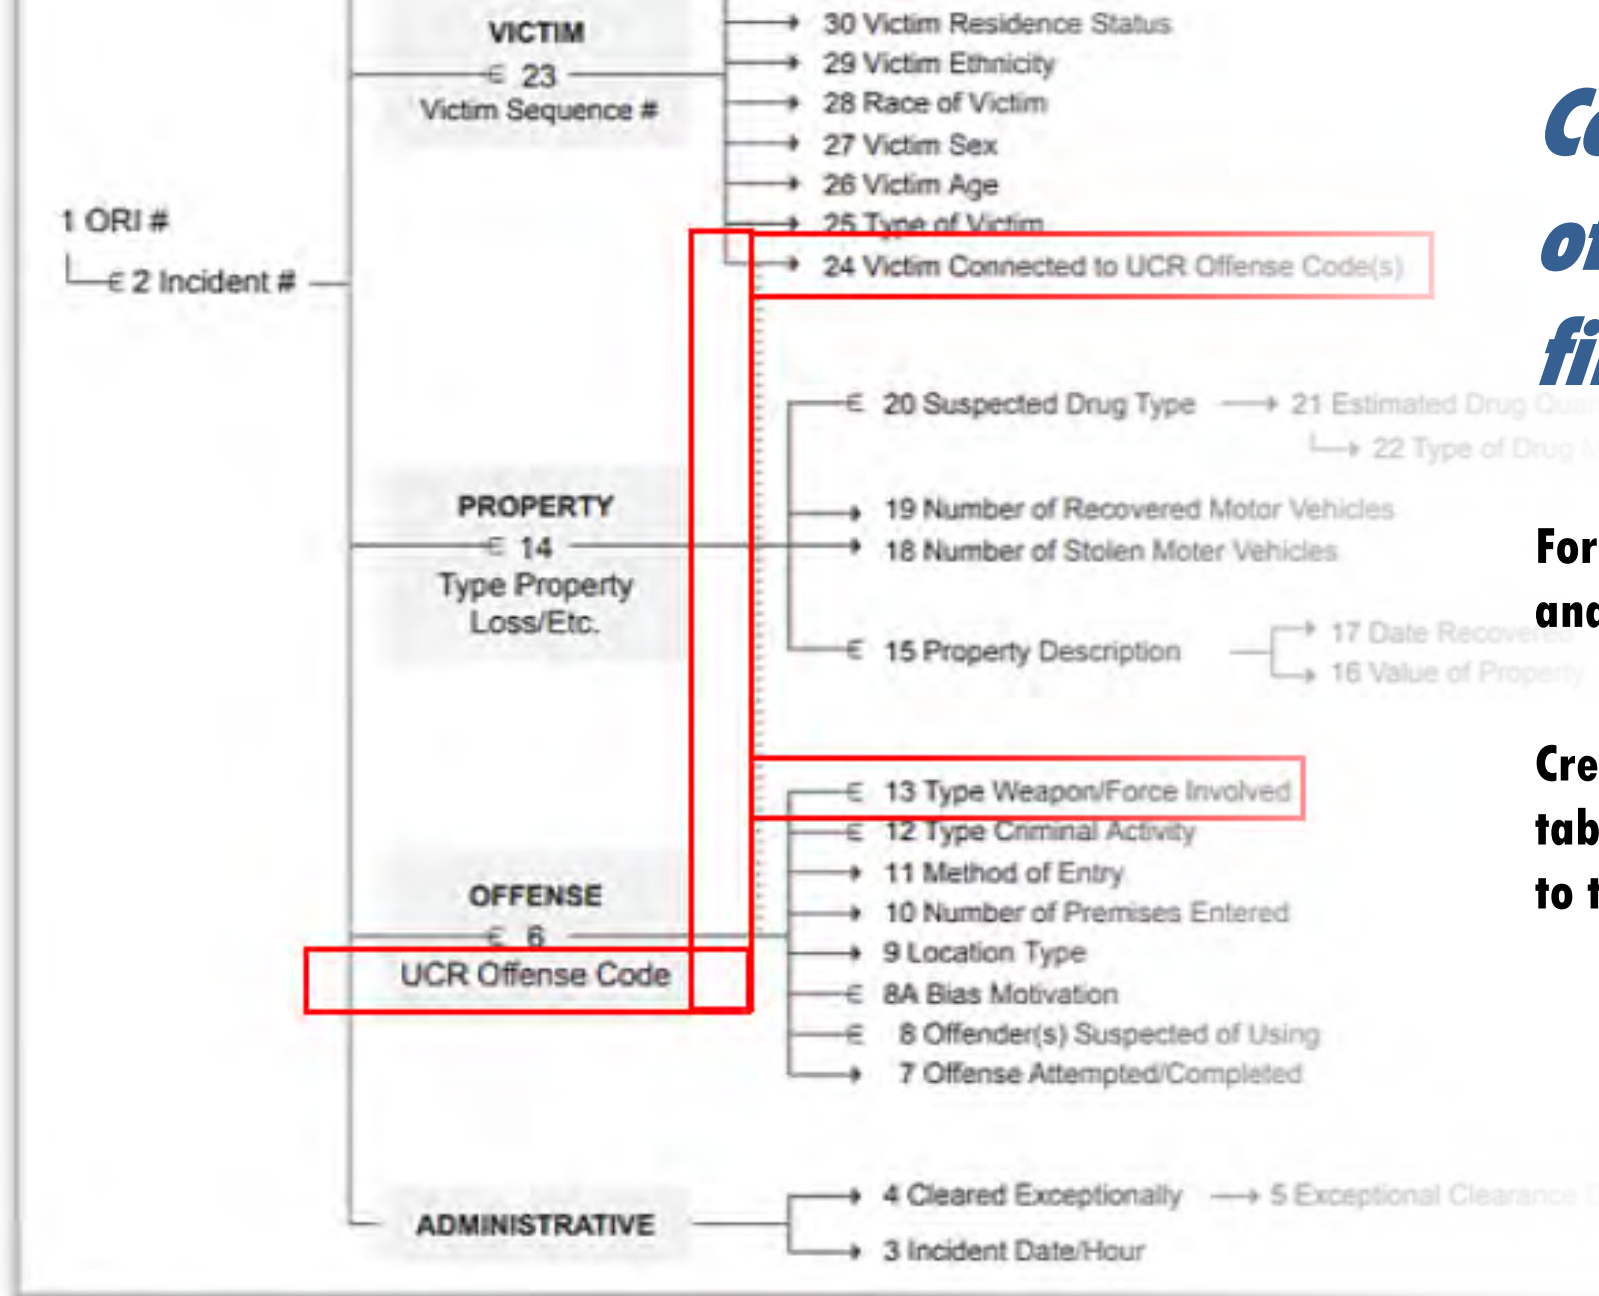 VICTIM
€ 23
Victim Sequence #
30 Victim Residence Status
29 Victim Ethnicity
28 Race of Victim
27 Victim Sex
26 Victim Age
25 Type of Victim
24 Victim Connected to UCR Offense Code(s)
1 ORI #
€ 2 Incident #
PROPERTY
€ 14
Type Property
Loss/Etc.
€ 20 Suspected Drug Type
21 Estimated Drug
22 Type of Drug
19 Number of Recovered Motor Vehicles
18 Number of Stolen Moter Vehicles
€ 15 Property Description
17 Date Recovered
16 Value of Property
OFFENSE
€ 6
UCR Offense Code
€ 13 Type Weapon/Force Involved
€ 12 Type Criminal Activity
11 Method of Entry
10 Number of Premises Entered
9 Location Type
€ 8A Bias Motivation
€ 8 Offender(s) Suspected of Using
7 Offense Attempted/Completed
ADMINISTRATIVE
4 Cleared Exceptionally
5 Exceptional Clearance
3 Incident Date/Hour
For
to